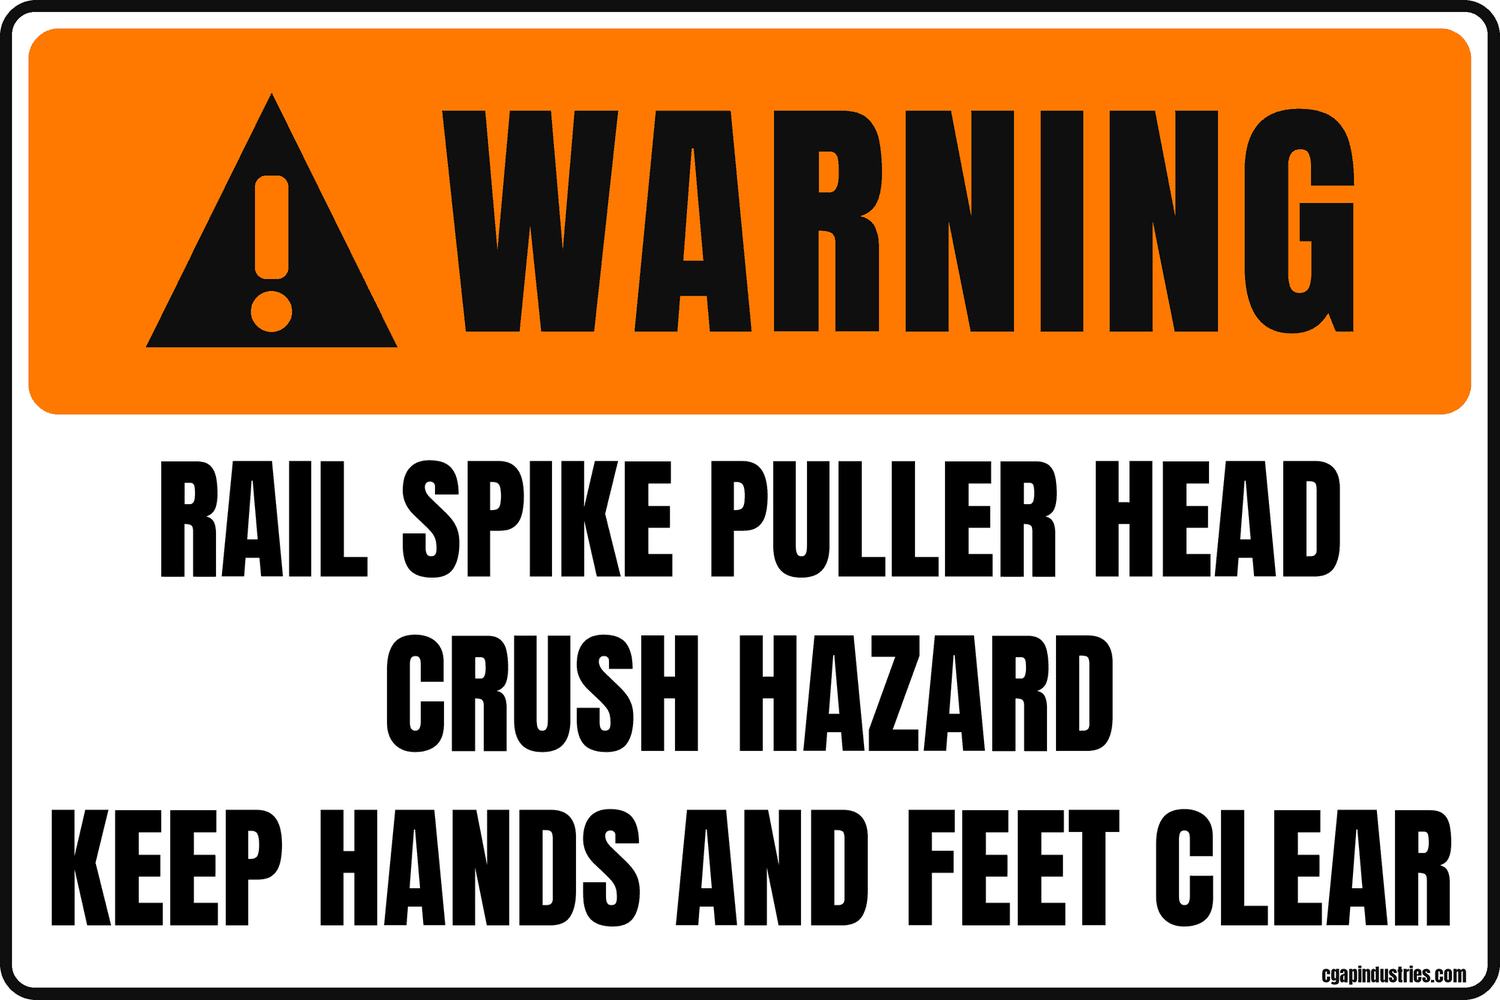 WARNING
RAIL SPIKE PULLER HEAD
CRUSH HAZARD
KEEP HANDS AND FEET CLEAR
cgapindustries.com